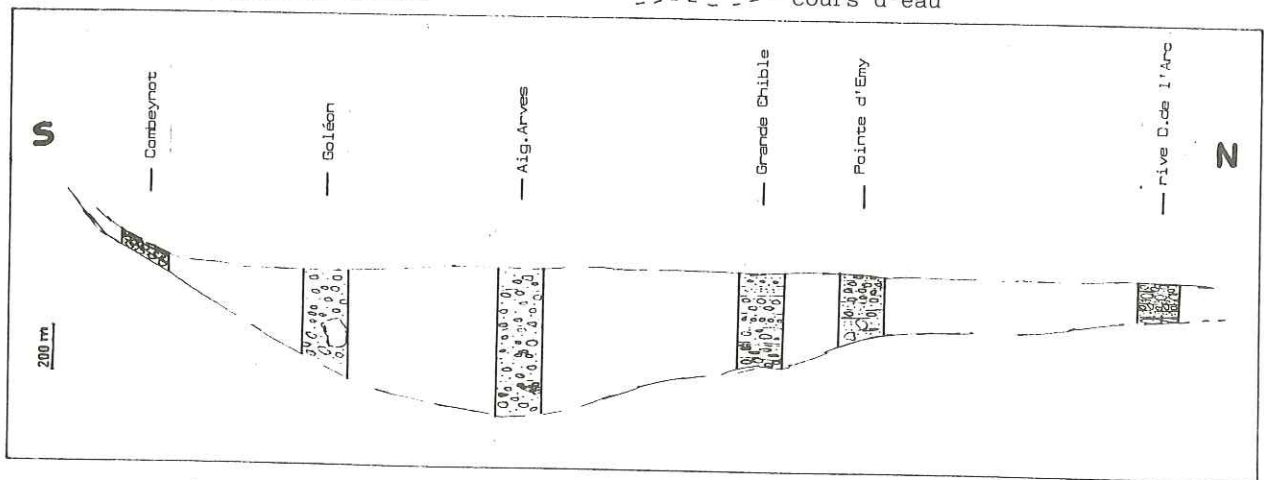 cours d'eau
S
Combeynot
Goléon
Aig.Arves
Grande Chible
Pointe d'Emy
rive D.de l'Arc
N
200 m